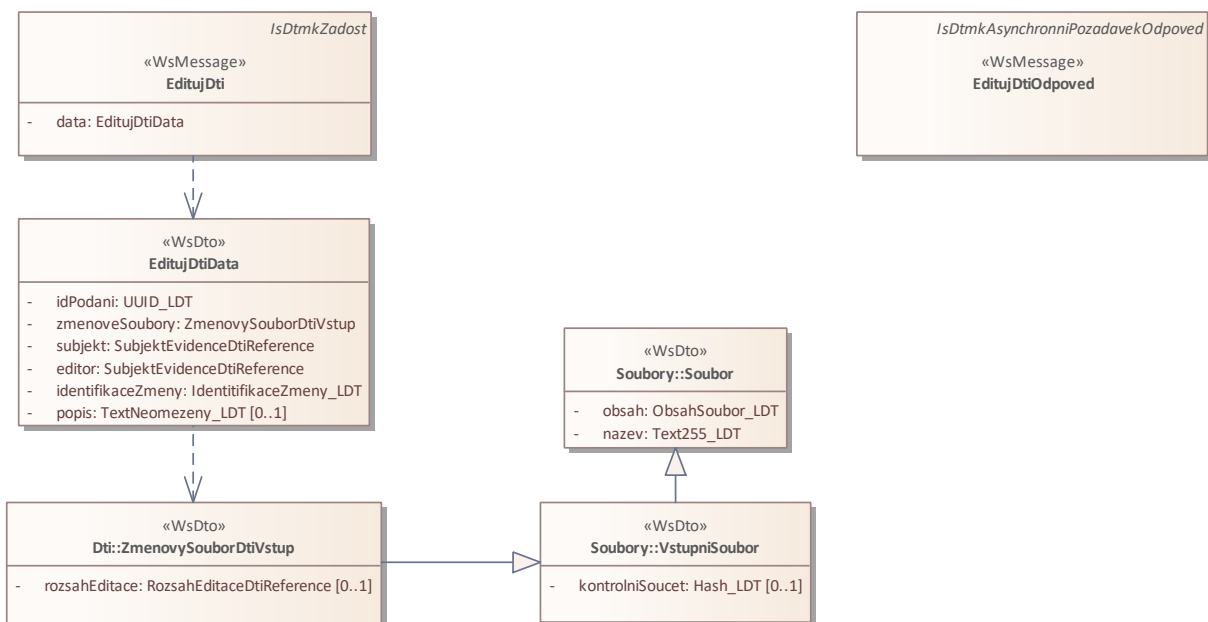 IsDtmkZadost
«WsMessage»
EditujDti
- data: EditujDtiData
IsDtmkAsynchronniPozadavekOdpoved
«WsMessage»
EditujDtiOdpoved
«WsDto»
EditujDtiData
- idPodani: UUID_LDT
- zmenoveSoubory: ZmenovySouborDtiVstup
- subjekt: SubjektEvidenceDtiReference
- editor: SubjektEvidenceDtiReference
- identifikaceZmeny: IdentitifikaceZmeny_LDT
- popis: TextNeomezeny_LDT [0..1]
«WsDto»
Soubory::Soubor
- obsah: ObsahSoubor_LDT
- nazev: Text255_LDT
«WsDto»
Dti::ZmenovySouborDtiVstup
- rozsahEditace: RozsahEditaceDtiReference [0..1]
«WsDto»
Soubory::VstupniSoubor
- kontrolniSoucet: Hash_LDT [0..1]